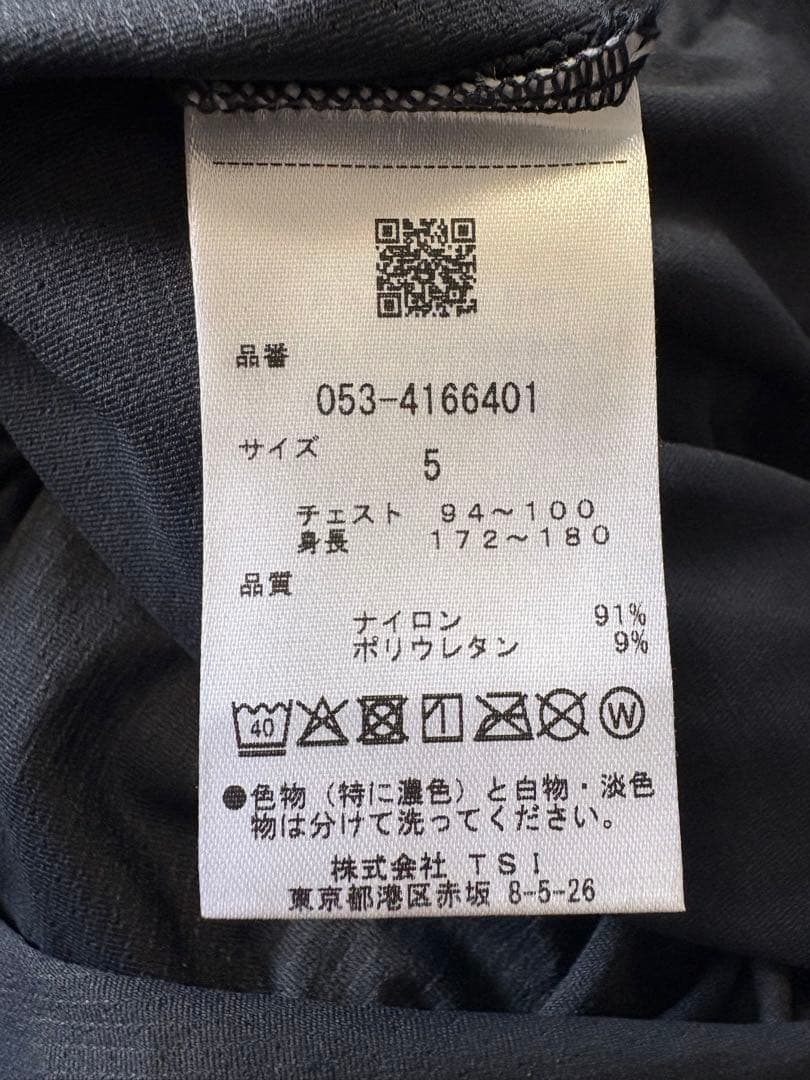 品番
053-4166401
サイズ
5
チェスト 94～100
身長 172～180
品質
ナイロン 91%
ポリウレタン 9%
40 W
●色物（特に濃色）と白物・淡色
物は分けて洗ってください。
株式会社 TSI
東京都港区赤坂 8-5-26